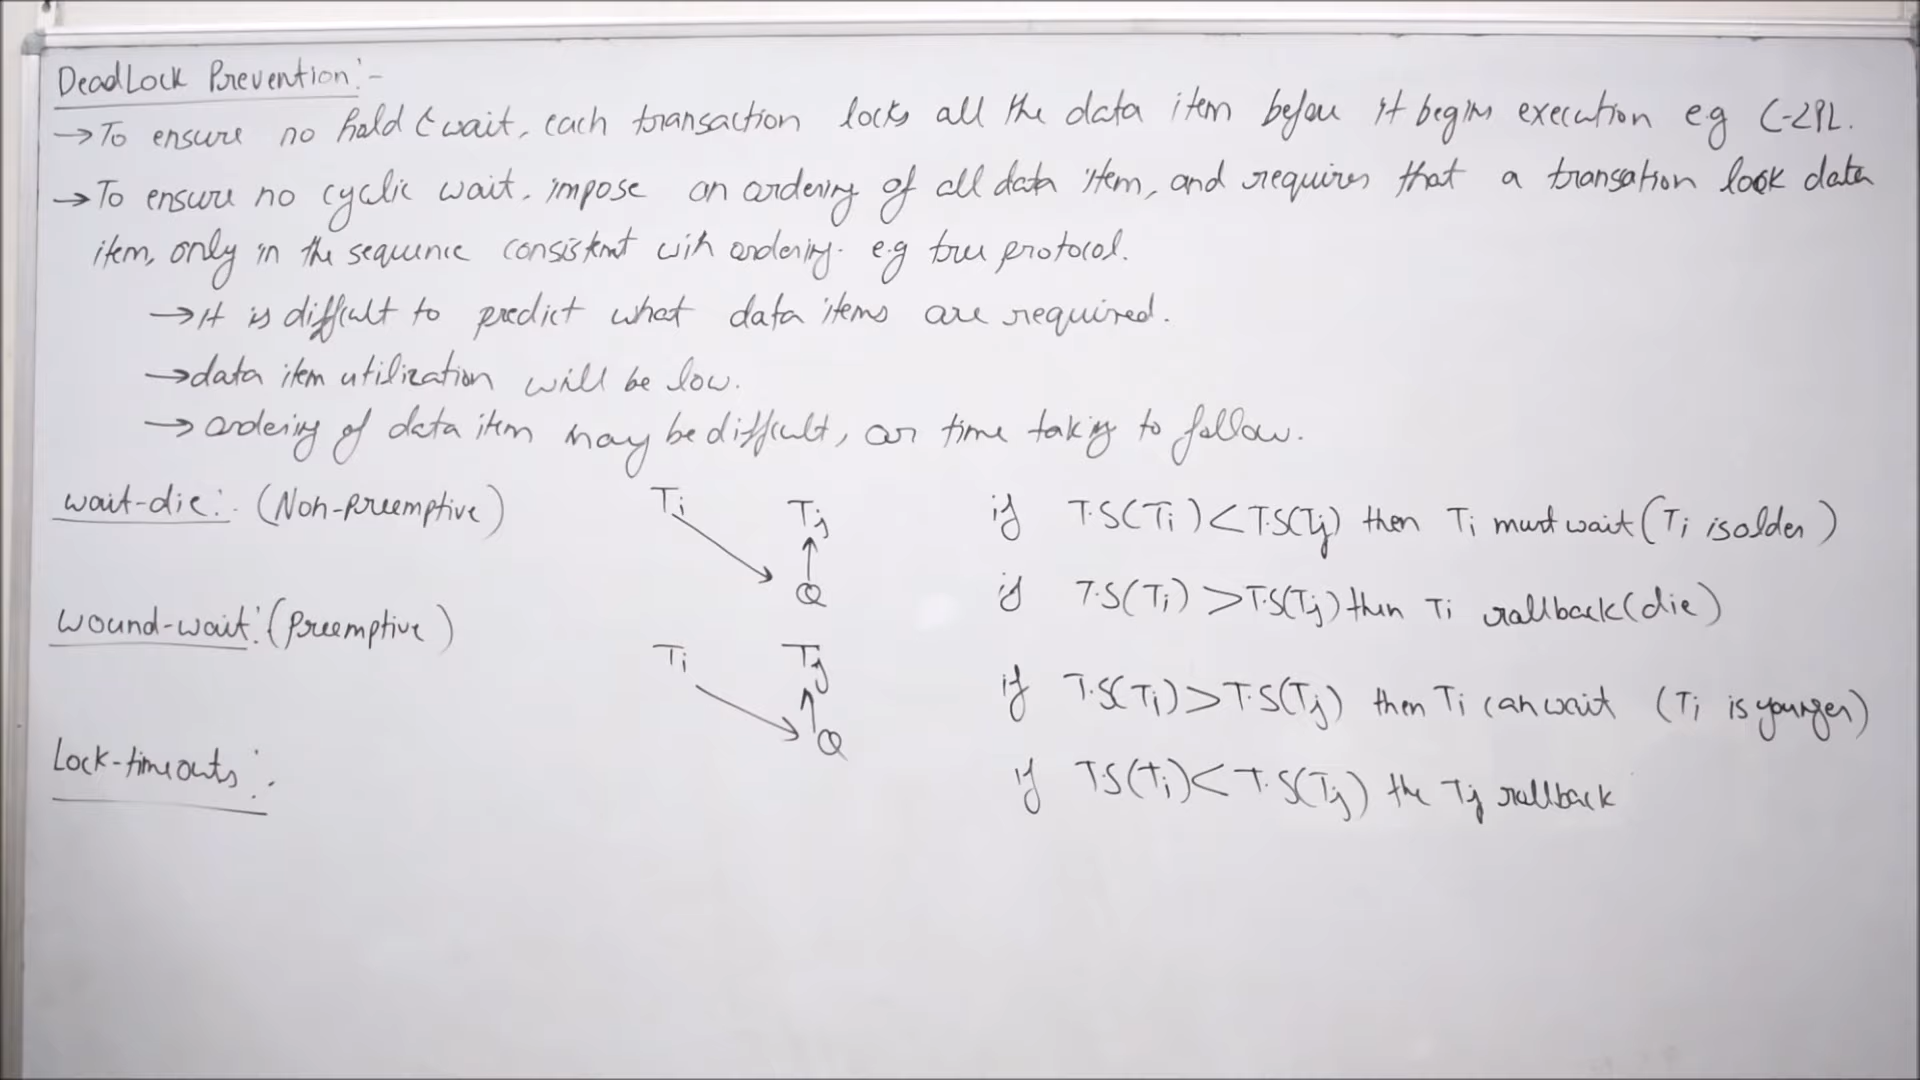 DeadLock Prevention:-
→ To ensure no hold & wait, each transaction locks all the data item before it begins execution e.g C-2PL.
→ To ensure no cyclic wait, impose an ordering of all data item, and requires that a transation lock data
item, only in the sequence consistent with ordering. e.g tree protocol.
→ It is difficult to predict what data items are required.
→ data item utilization will be low.
→ ordering of data item may be difficult, or time taking to follow.
wait-die:- (Non-Preemptive)
Ti Tj
Q
if T.S(Ti) < T.S(Tj) then Ti must wait (Ti is older)
if T.S(Ti) > T.S(Tj) then Ti rollback (die)
wound-wait: (Preemptive)
Ti Tj
Q
if T.S(Ti) > T.S(Tj) then Ti can wait (Ti is younger)
if T.S(Ti) < T.S(Tj) the Tj rollback
Lock-timeouts:-